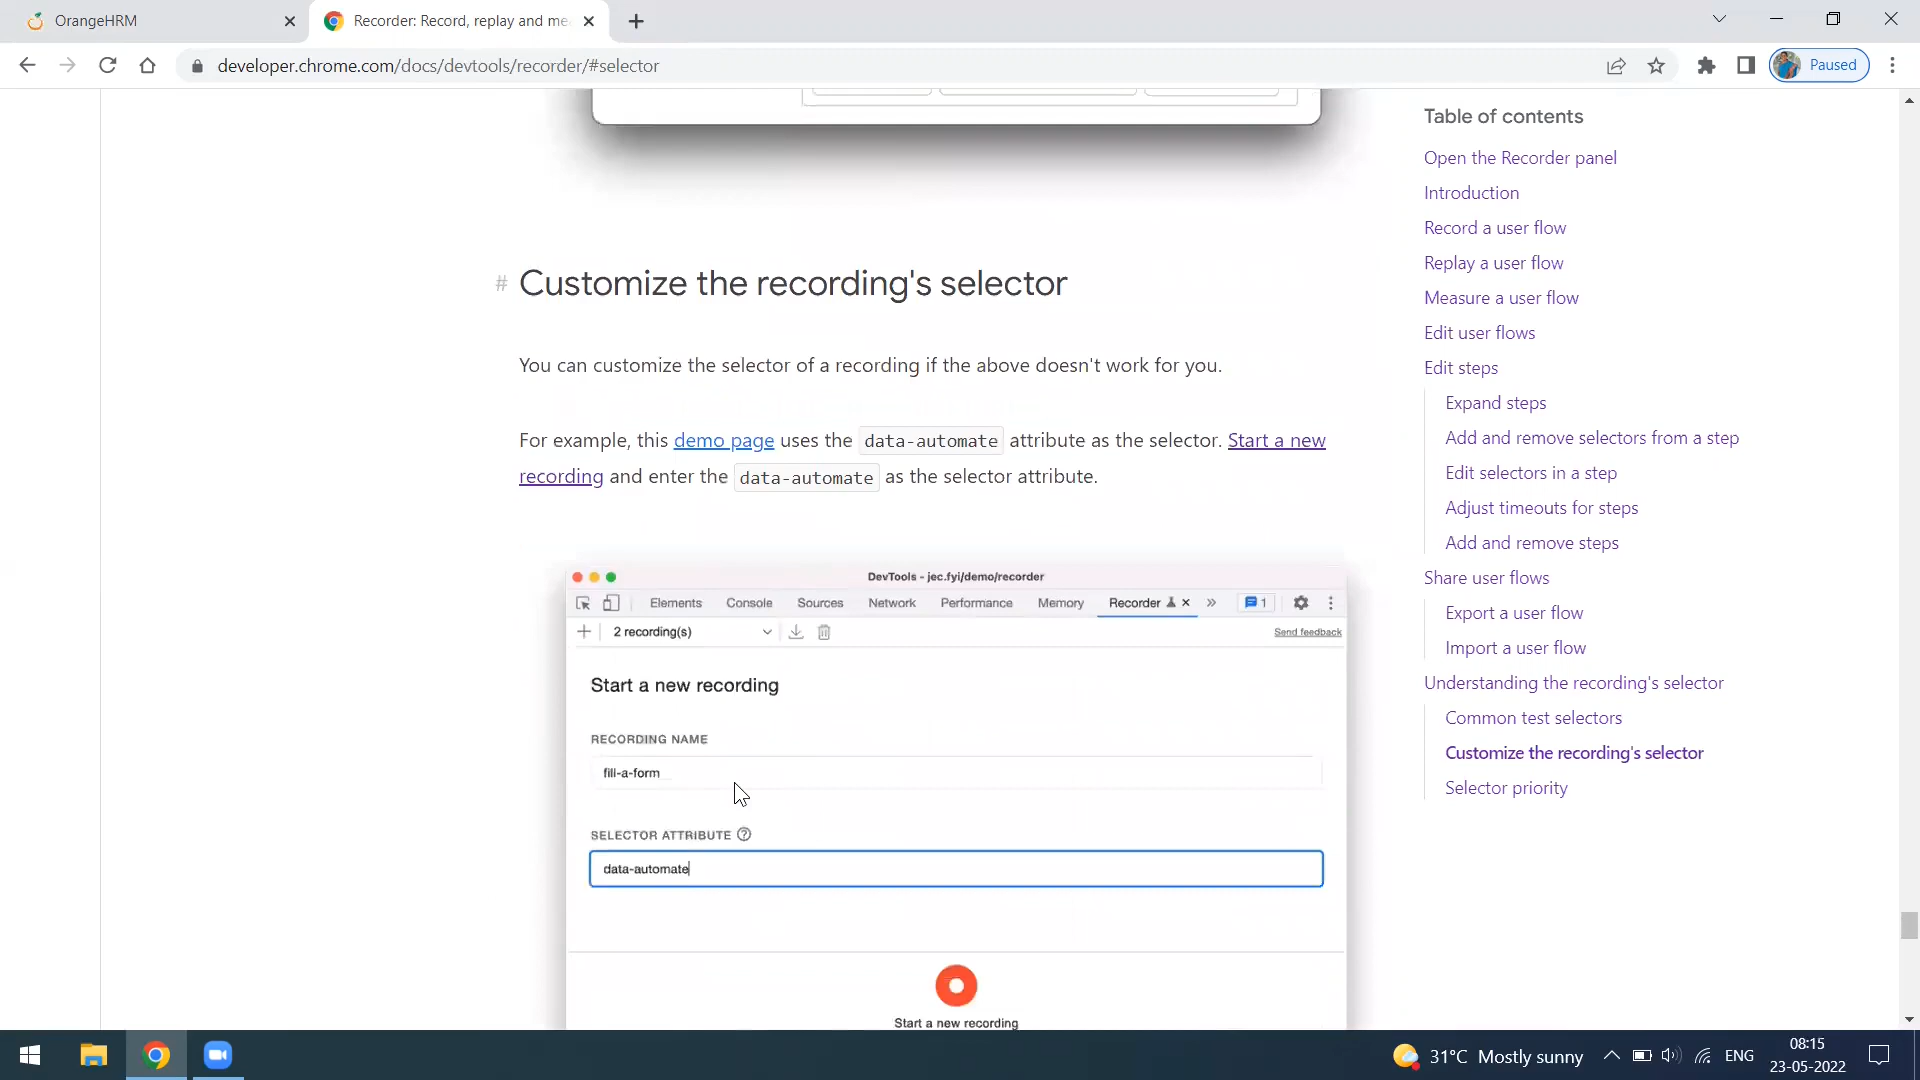 OrangeHRM
Recorder: Record, replay and me
developer.chrome.com/docs/devtools/recorder/#selector
Paused
# Customize the recording's selector
You can customize the selector of a recording if the above doesn't work for you.
For example, this demo page uses the data-automate attribute as the selector. Start a new
recording and enter the data-automate as the selector attribute.
DevTools - jec.fyi/demo/recorder
Elements Console Sources Network Performance Memory Recorder 1
2 recording(s)
Send feedback
Start a new recording
RECORDING NAME
fill-a-form
SELECTOR ATTRIBUTE
data-automate
Start a new recording
Table of contents
Open the Recorder panel
Introduction
Record a user flow
Replay a user flow
Measure a user flow
Edit user flows
Edit steps
Expand steps
Add and remove selectors from a step
Edit selectors in a step
Adjust timeouts for steps
Add and remove steps
Share user flows
Export a user flow
Import a user flow
Understanding the recording's selector
Common test selectors
Customize the recording's selector
Selector priority
31°C Mostly sunny
ENG
08:15
23-05-2022